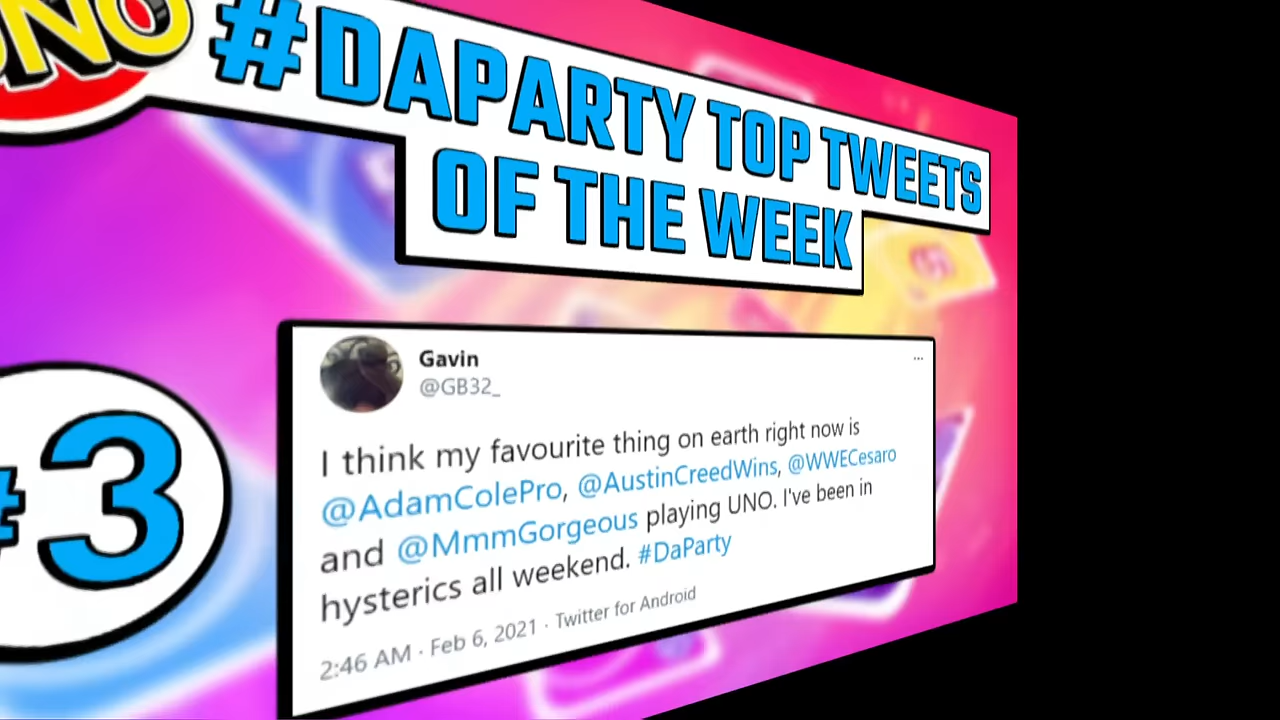 UNO
#DAPARTY TOP TWEETS
OF THE WEEK
#3
Gavin
@GB32_
...
I think my favourite thing on earth right now is
@AdamColePro, @AustinCreedWins, @WWECesaro
and @MmmGorgeous playing UNO. I've been in
hysterics all weekend. #DaParty
2:46 AM · Feb 6, 2021 · Twitter for Android